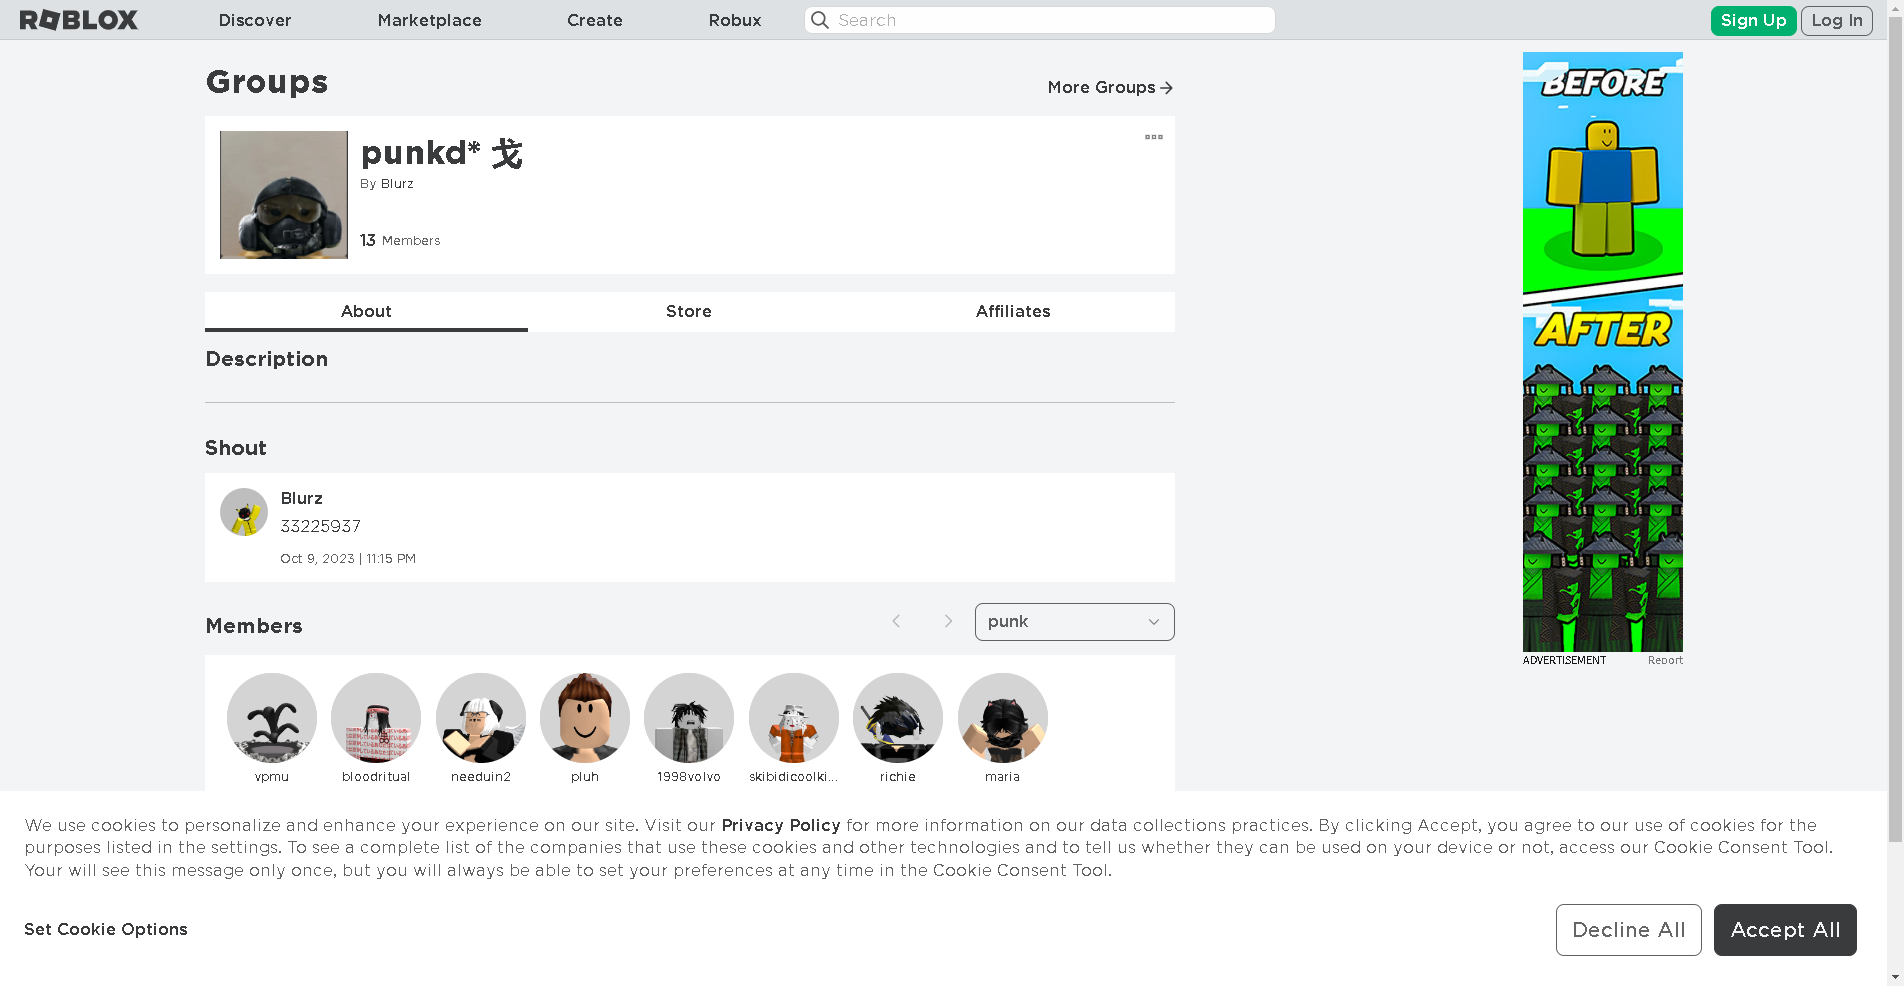 ROBLOX Discover Marketplace Create Robux Search Sign Up Log In
Groups
More Groups
punkd* 戈
By Blurz
13 Members
About Store Affiliates
Description
Shout
Blurz
33225937
Oct 9, 2023 | 11:15 PM
Members
punk
vpmu bloodritual needuin2 pluh 1998volvo skibidicoolki... richie maria
BEFORE
AFTER
ADVERTISEMENT Report
We use cookies to personalize and enhance your experience on our site. Visit our Privacy Policy for more information on our data collections practices. By clicking Accept, you agree to our use of cookies for the
purposes listed in the settings. To see a complete list of the companies that use these cookies and other technologies and to tell us whether they can be used on your device or not, access our Cookie Consent Tool.
Your will see this message only once, but you will always be able to set your preferences at any time in the Cookie Consent Tool.
Set Cookie Options
Decline All Accept All